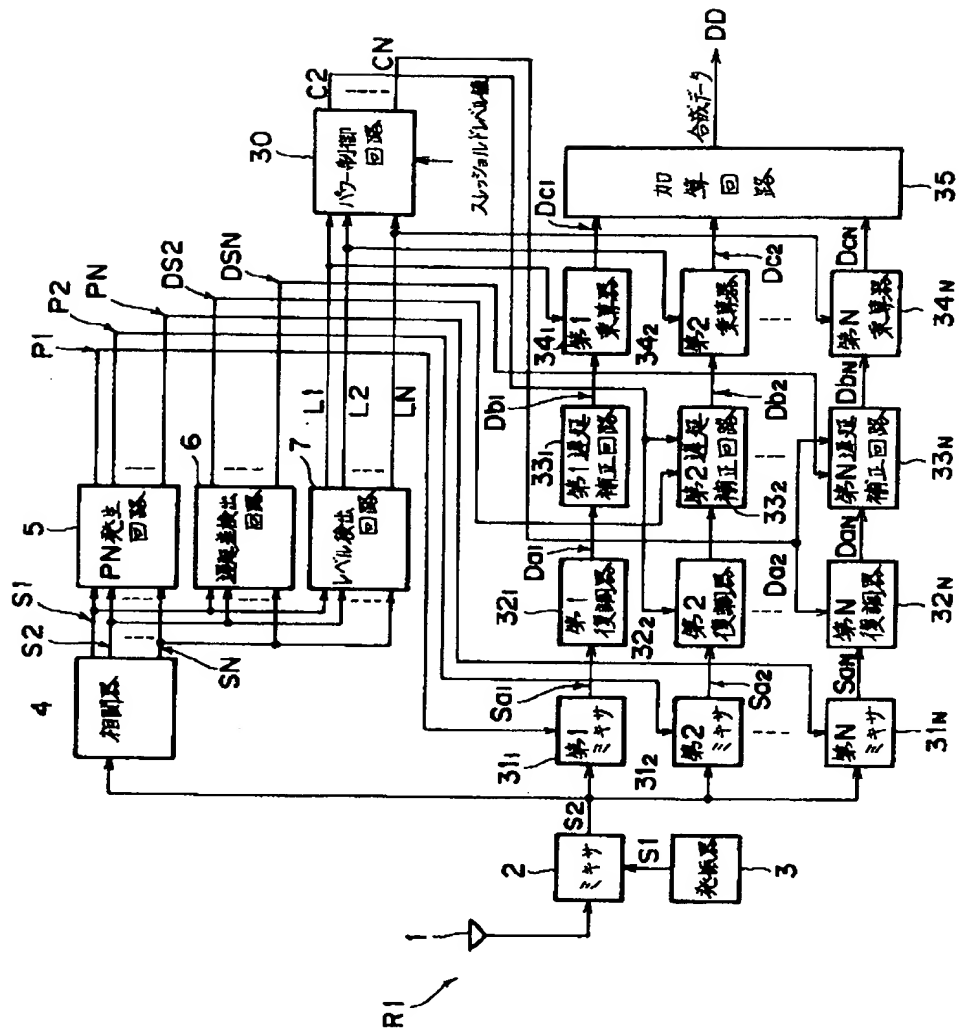 R1
1
2
ミキサ
S1
発振器
3
S2
4
相関器
S1
S2
SN
5
PN発生
回路
6
遅延差検出
回路
7
レベル検出
回路
P1
P2
PN
DS2
DSN
L1
L2
LN
30
パワー制御
回路
C2
CN
スレッショルドレベル値
31₁
第1
ミキサ
Sa1
32₁
第1
復調器
Da1
33₁
第1遅延
補正回路
Db1
34₁
第1
乗算器
Dc1
31₂
第2
ミキサ
Sa2
32₂
第2
復調器
Da2
第2遅延
補正回路
33₂
Db2
34₂
第2
乗算器
Dc2
第N
ミキサ
31N
SaN
第N
復調器
32N
DaN
第N遅延
補正回路
33N
DbN
第N
乗算器
34N
DcN
加算回路
35
合成データ
DD